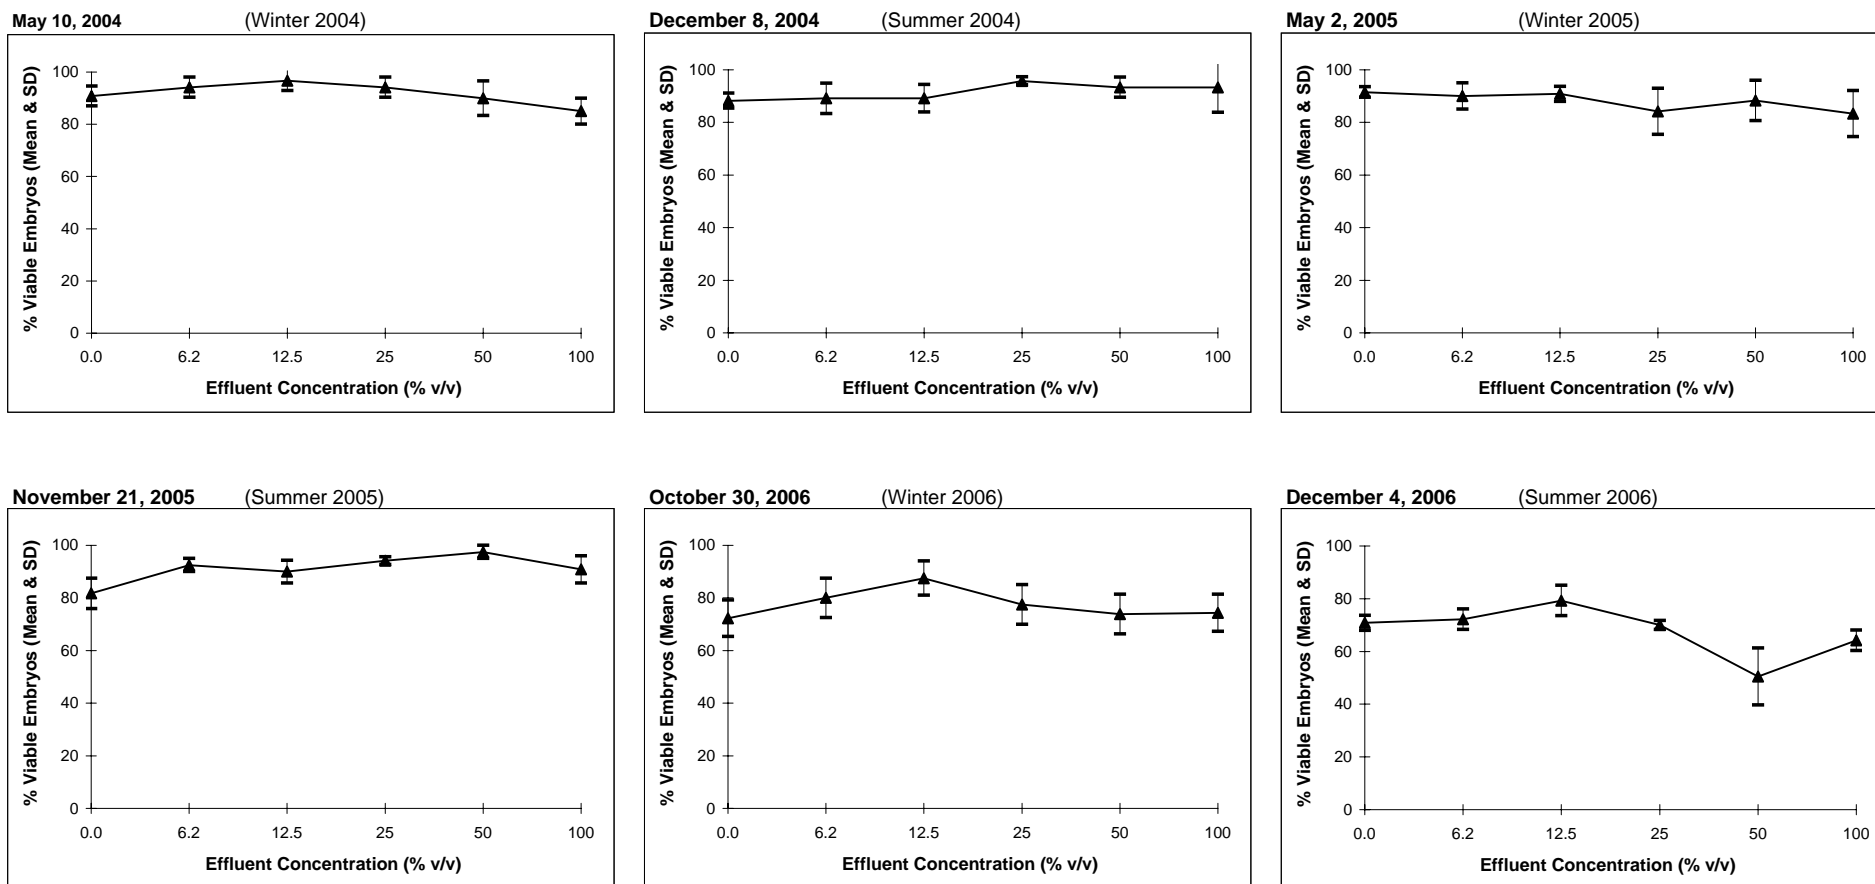 May 10, 2004 (Winter 2004)
% Viable Embryos (Mean & SD)
100
80
60
40
20
0
0.0 6.2 12.5 25 50 100
Effluent Concentration (% v/v)
December 8, 2004 (Summer 2004)
% Viable Embryos (Mean & SD)
100
80
60
40
20
0
0.0 6.2 12.5 25 50 100
Effluent Concentration (% v/v)
May 2, 2005 (Winter 2005)
% Viable Embryos (Mean & SD)
100
80
60
40
20
0
0.0 6.2 12.5 25 50 100
Effluent Concentration (% v/v)
November 21, 2005 (Summer 2005)
% Viable Embryos (Mean & SD)
100
80
60
40
20
0
0.0 6.2 12.5 25 50 100
Effluent Concentration (% v/v)
October 30, 2006 (Winter 2006)
% Viable Embryos (Mean & SD)
100
80
60
40
20
0
0.0 6.2 12.5 25 50 100
Effluent Concentration (% v/v)
December 4, 2006 (Summer 2006)
% Viable Embryos (Mean & SD)
100
80
60
40
20
0
0.0 6.2 12.5 25 50 100
Effluent Concentration (% v/v)